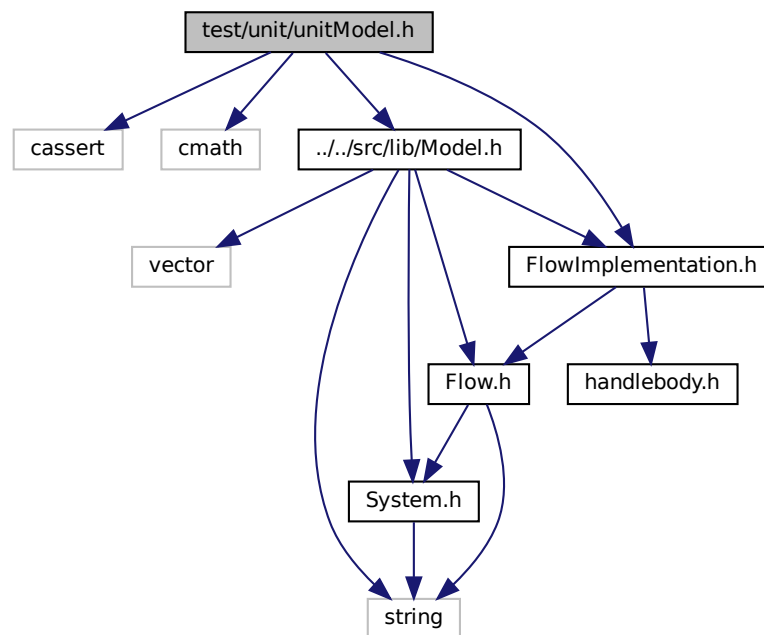 test/unit/unitModel.h
cassert
cmath
../../src/lib/Model.h
vector
FlowImplementation.h
Flow.h
handlebody.h
System.h
string